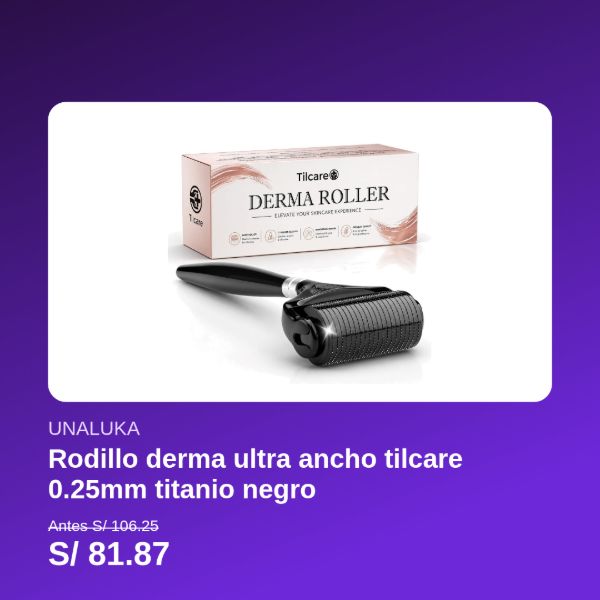 Tilcare
DERMA ROLLER
ELEVATE YOUR SKINCARE EXPERIENCE
Tilcare
UNALUKA
Rodillo derma ultra ancho tilcare
0.25mm titanio negro
Antes S/ 106.25
S/ 81.87